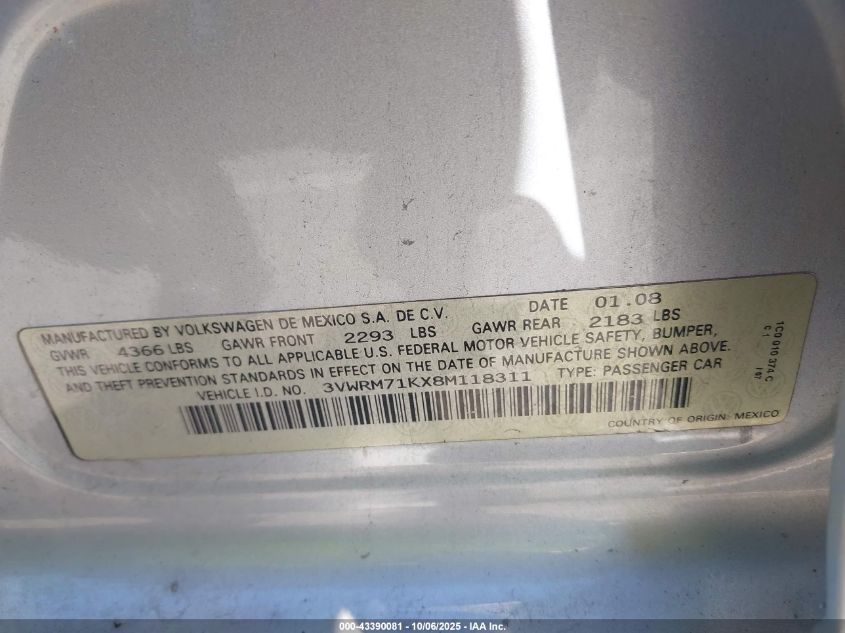 MANUFACTURED BY VOLKSWAGEN DE MEXICO S.A. DE C.V. DATE 01.08
GVWR 4366 LBS GAWR FRONT 2293 LBS GAWR REAR 2183 LBS
THIS VEHICLE CONFORMS TO ALL APPLICABLE U.S. FEDERAL MOTOR VEHICLE SAFETY, BUMPER,
AND THEFT PREVENTION STANDARDS IN EFFECT ON THE DATE OF MANUFACTURE SHOWN ABOVE.
VEHICLE I.D. NO. 3VWRM71KX8M118311 TYPE: PASSENGER CAR
COUNTRY OF ORIGIN: MEXICO
1C0 010 374 C
000-43390081 - 10/06/2025 - IAA Inc.